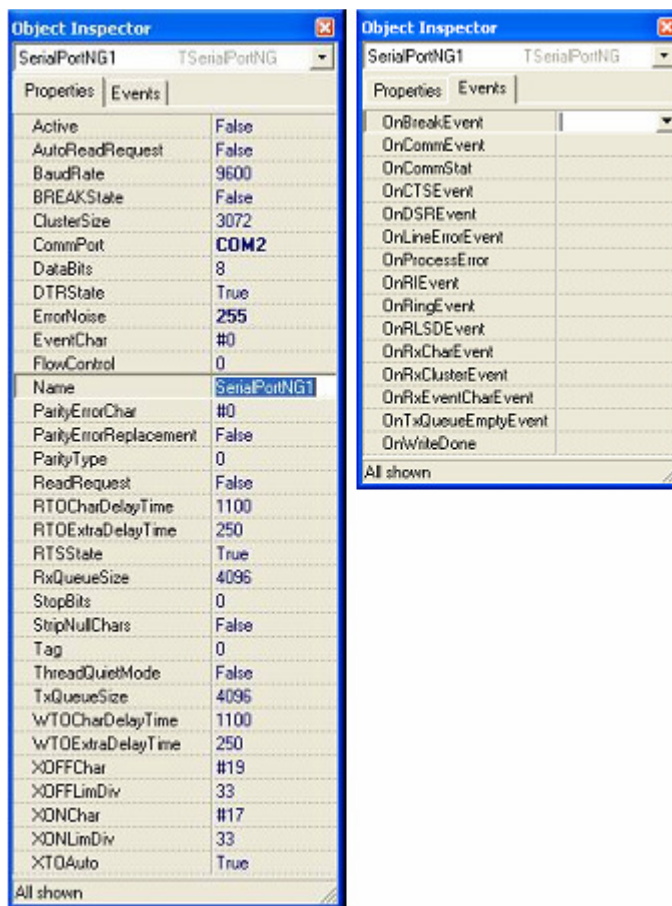 Object Inspector
SerialPortNG1 TSerialPortNG
Properties Events
Active False
AutoReadRequest False
BaudRate 9600
BREAKState False
ClusterSize 3072
CommPort COM2
DataBits 8
DTRState True
ErrorNoise 255
EventChar #0
FlowControl 0
Name SerialPortNG1
ParityErrorChar #0
ParityErrorReplacement False
ParityType 0
ReadRequest False
RTOCharDelayTime 1100
RTOExtraDelayTime 250
RTSState True
RxQueueSize 4096
StopBits 0
StripNullChars False
Tag 0
ThreadQuietMode False
TxQueueSize 4096
WTOCharDelayTime 1100
WTOExtraDelayTime 250
XOFFChar #19
XOFFLimDiv 33
XONChar #17
XONLimDiv 33
XTOAuto True
All shown
Object Inspector
SerialPortNG1 TSerialPortNG
Properties Events
OnBreakEvent
OnCommEvent
OnCommStat
OnCTSEvent
OnDSREvent
OnLineErrorEvent
OnProcessError
OnRIEvent
OnRingEvent
OnRLSDEvent
OnRxCharEvent
OnRxClusterEvent
OnRxEventCharEvent
OnTxQueueEmptyEvent
OnWriteDone
All shown